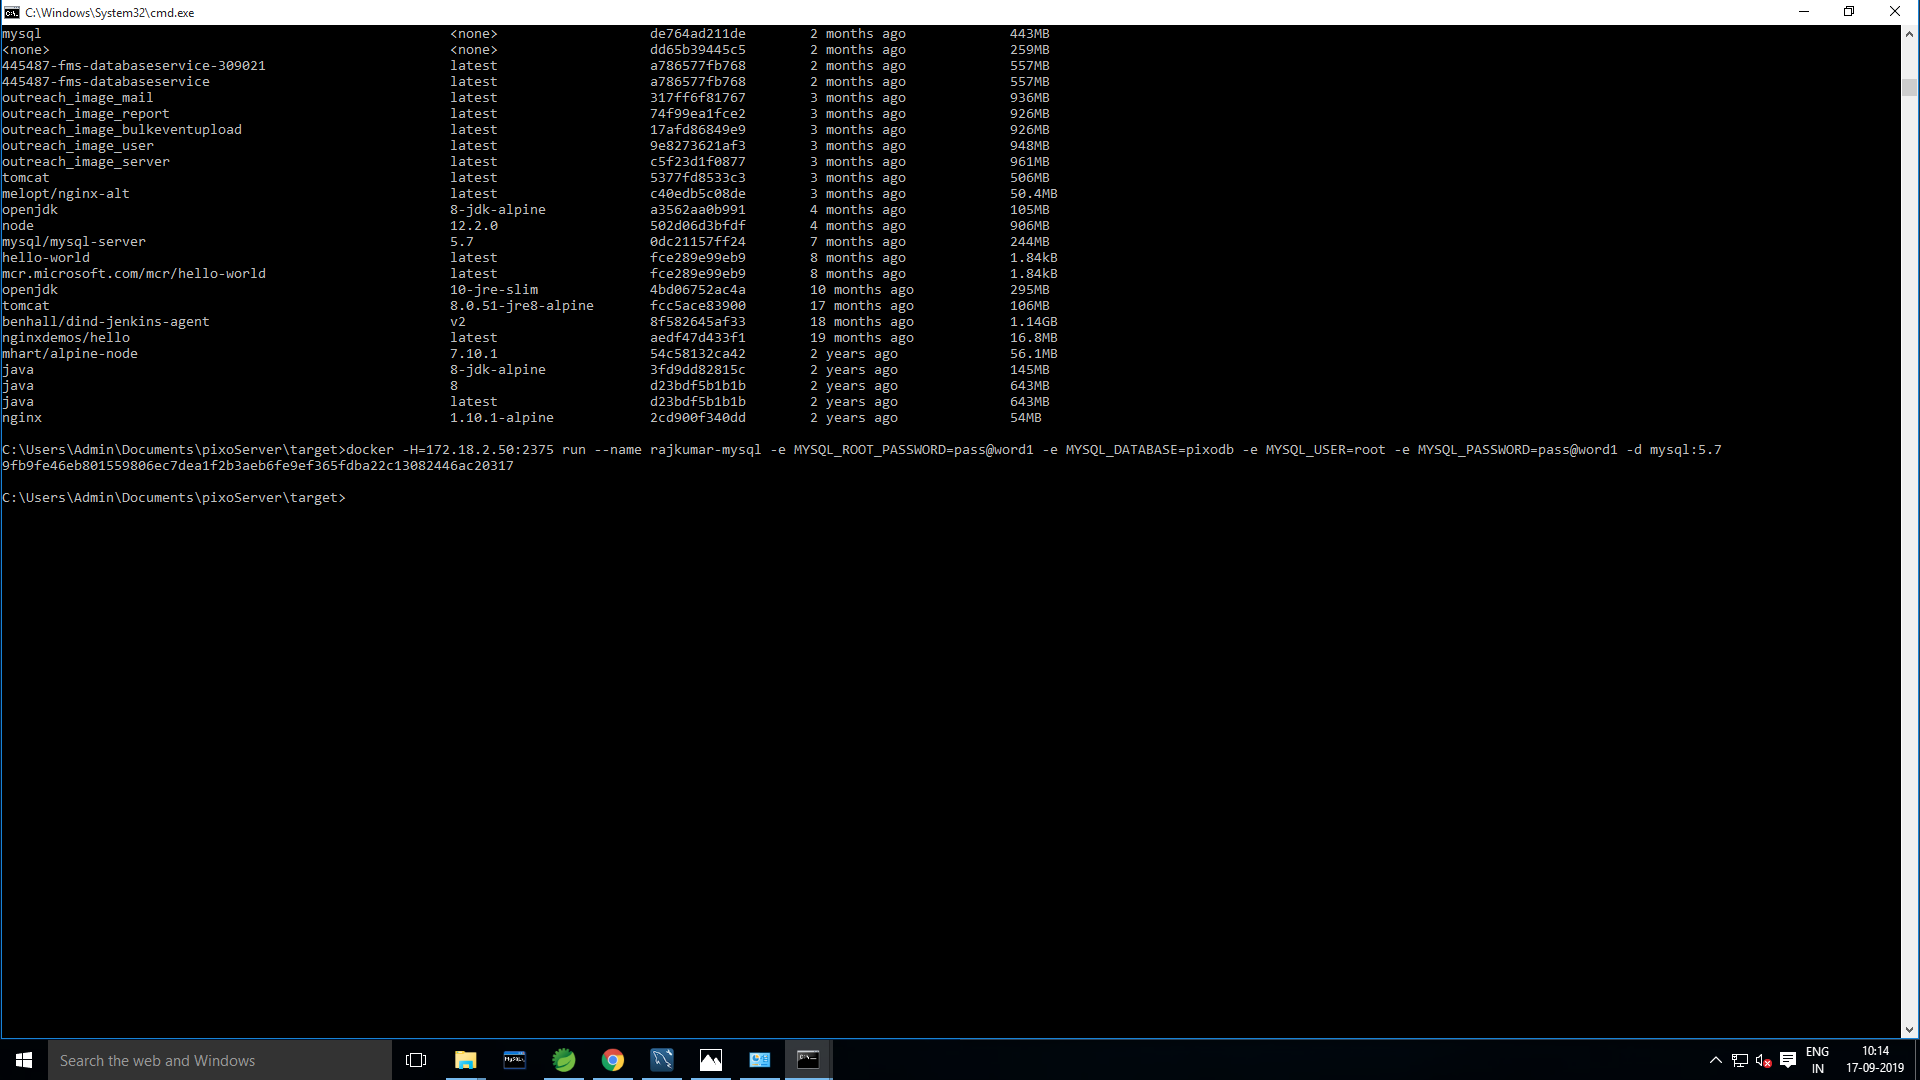 C:\Windows\System32\cmd.exe
mysql <none> de764ad211de 2 months ago 443MB
<none> <none> dd65b39445c5 2 months ago 259MB
445487-fms-databaseservice-309021 latest a786577fb768 2 months ago 557MB
445487-fms-databaseservice latest a786577fb768 2 months ago 557MB
outreach_image_mail latest 317ff6f81767 3 months ago 936MB
outreach_image_report latest 74f99ea1fce2 3 months ago 926MB
outreach_image_bulkeventupload latest 17afd86849e9 3 months ago 926MB
outreach_image_user latest 9e8273621af3 3 months ago 948MB
outreach_image_server latest c5f23d1f0877 3 months ago 961MB
tomcat latest 5377fd8533c3 3 months ago 506MB
melopt/nginx-alt latest c40edb5c08de 3 months ago 50.4MB
openjdk 8-jdk-alpine a3562aa0b991 4 months ago 105MB
node 12.2.0 502d06d3bfdf 4 months ago 906MB
mysql/mysql-server 5.7 0dc21157ff24 7 months ago 244MB
hello-world latest fce289e99eb9 8 months ago 1.84kB
mcr.microsoft.com/mcr/hello-world latest fce289e99eb9 8 months ago 1.84kB
openjdk 10-jre-slim 4bd06752ac4a 10 months ago 295MB
tomcat 8.0.51-jre8-alpine fcc5ace83900 17 months ago 106MB
benhall/dind-jenkins-agent v2 8f582645af33 18 months ago 1.14GB
nginxdemos/hello latest aedf47d433f1 19 months ago 16.8MB
mhart/alpine-node 7.10.1 54c58132ca42 2 years ago 56.1MB
java 8-jdk-alpine 3fd9dd82815c 2 years ago 145MB
java 8 d23bdf5b1b1b 2 years ago 643MB
java latest d23bdf5b1b1b 2 years ago 643MB
nginx 1.10.1-alpine 2cd900f340dd 2 years ago 54MB
C:\Users\Admin\Documents\pixoServer\target>docker -H=172.18.2.50:2375 run --name rajkumar-mysql -e MYSQL_ROOT_PASSWORD=pass@word1 -e MYSQL_DATABASE=pixodb -e MYSQL_USER=root -e MYSQL_PASSWORD=pass@word1 -d mysql:5.7
9fb9fe46eb801559806ec7dea1f2b3aeb6fe9ef365fdba22c13082446ac20317
C:\Users\Admin\Documents\pixoServer\target>
Search the web and Windows
ENG
IN
10:14
17-09-2019